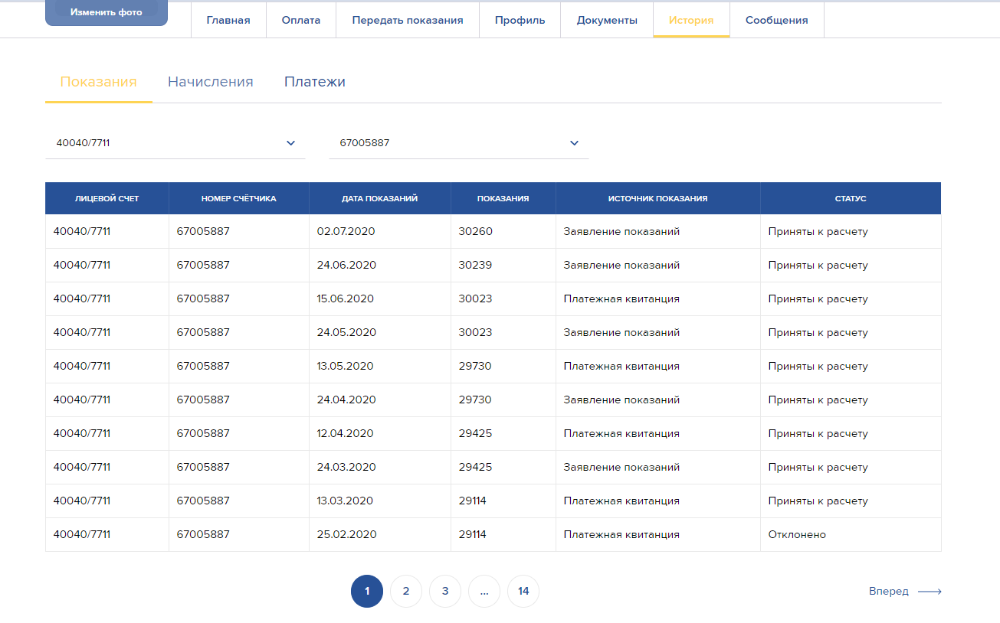 Изменить фото
Главная Оплата Передать показания Профиль Документы История Сообщения
Показания Начисления Платежи
40040/7711 67005887
ЛИЦЕВОЙ СЧЕТ НОМЕР СЧЁТЧИКА ДАТА ПОКАЗАНИЙ ПОКАЗАНИЯ ИСТОЧНИК ПОКАЗАНИЯ СТАТУС
40040/7711 67005887 02.07.2020 30260 Заявление показаний Приняты к расчету
40040/7711 67005887 24.06.2020 30239 Заявление показаний Приняты к расчету
40040/7711 67005887 15.06.2020 30023 Платежная квитанция Приняты к расчету
40040/7711 67005887 24.05.2020 30023 Заявление показаний Приняты к расчету
40040/7711 67005887 13.05.2020 29730 Платежная квитанция Приняты к расчету
40040/7711 67005887 24.04.2020 29730 Заявление показаний Приняты к расчету
40040/7711 67005887 12.04.2020 29425 Платежная квитанция Приняты к расчету
40040/7711 67005887 24.03.2020 29425 Заявление показаний Приняты к расчету
40040/7711 67005887 13.03.2020 29114 Платежная квитанция Приняты к расчету
40040/7711 67005887 25.02.2020 29114 Платежная квитанция Отклонено
1 2 3 ... 14 Вперед